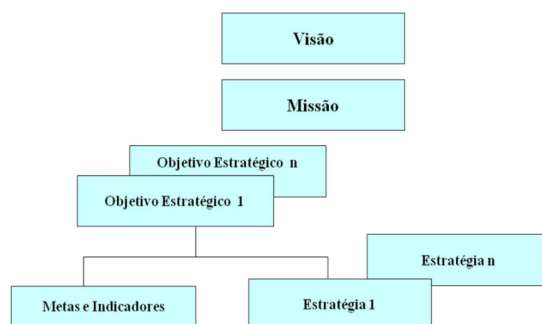 Visão
Missão
Objetivo Estratégico n
Objetivo Estratégico 1
Estratégia n
Metas e Indicadores
Estratégia 1